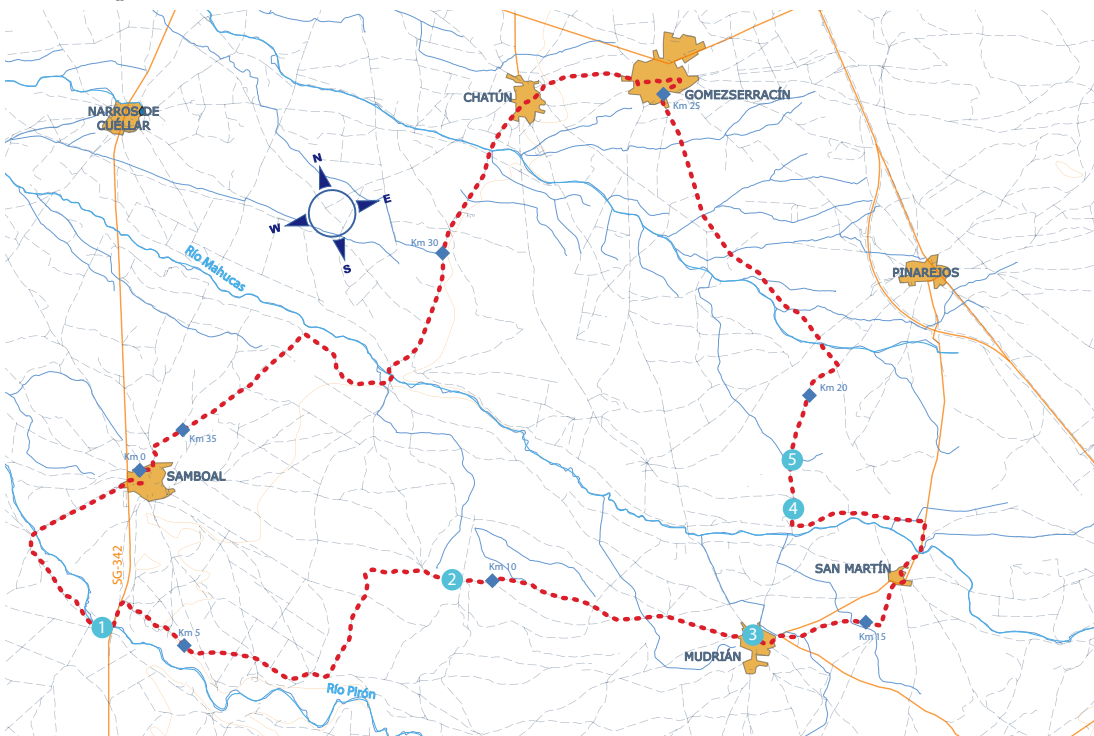 CHATÚN
GOMEZSERRACÍN
Km 25
NARROS DE
CUÉLLAR
N
E
W
S
Km 30
Río Mahucas
PINAREJOS
Km 20
Km 35
Km 0
SAMBOAL
5
4
SG-342
SAN MARTÍN
2
Km 10
1
Km 5
3
Km 15
MUDRIÁN
Río Pirón